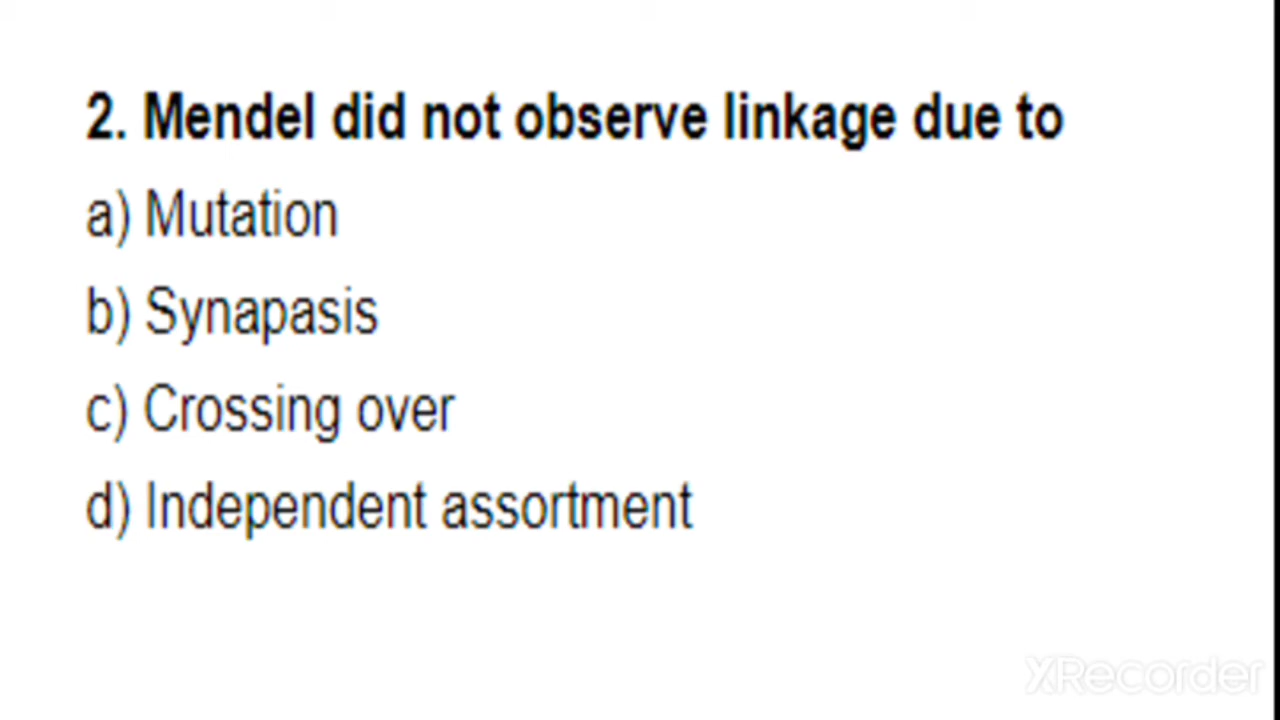 2. Mendel did not observe linkage due to
a) Mutation
b) Synapasis
c) Crossing over
d) Independent assortment
XRecorder